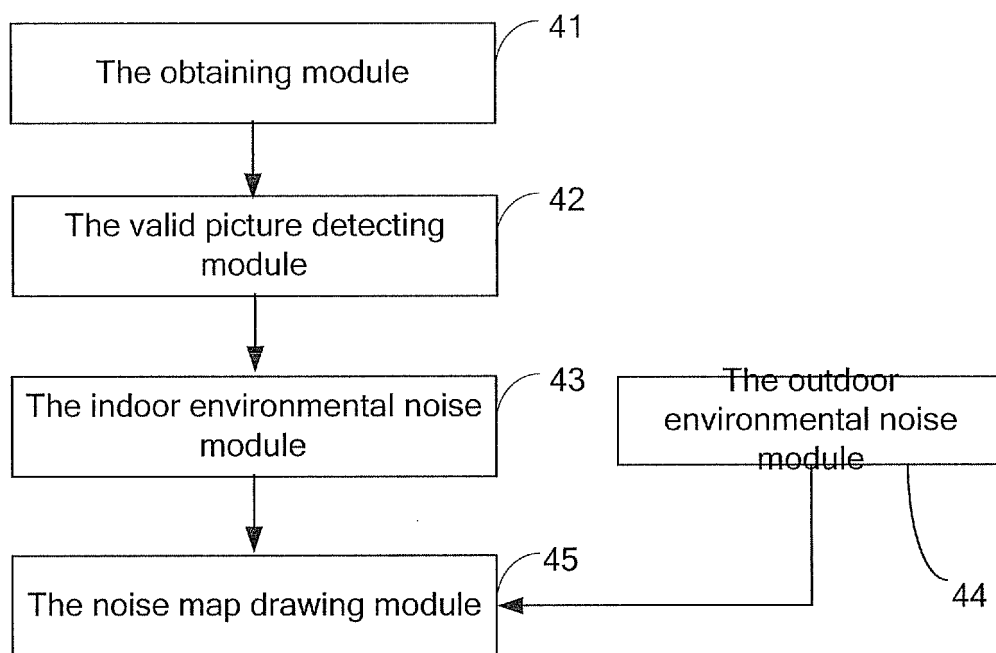 41
The obtaining module
42
The valid picture detecting
module
43
The indoor environmental noise
module
The outdoor
environmental noise
module
44
45
The noise map drawing module